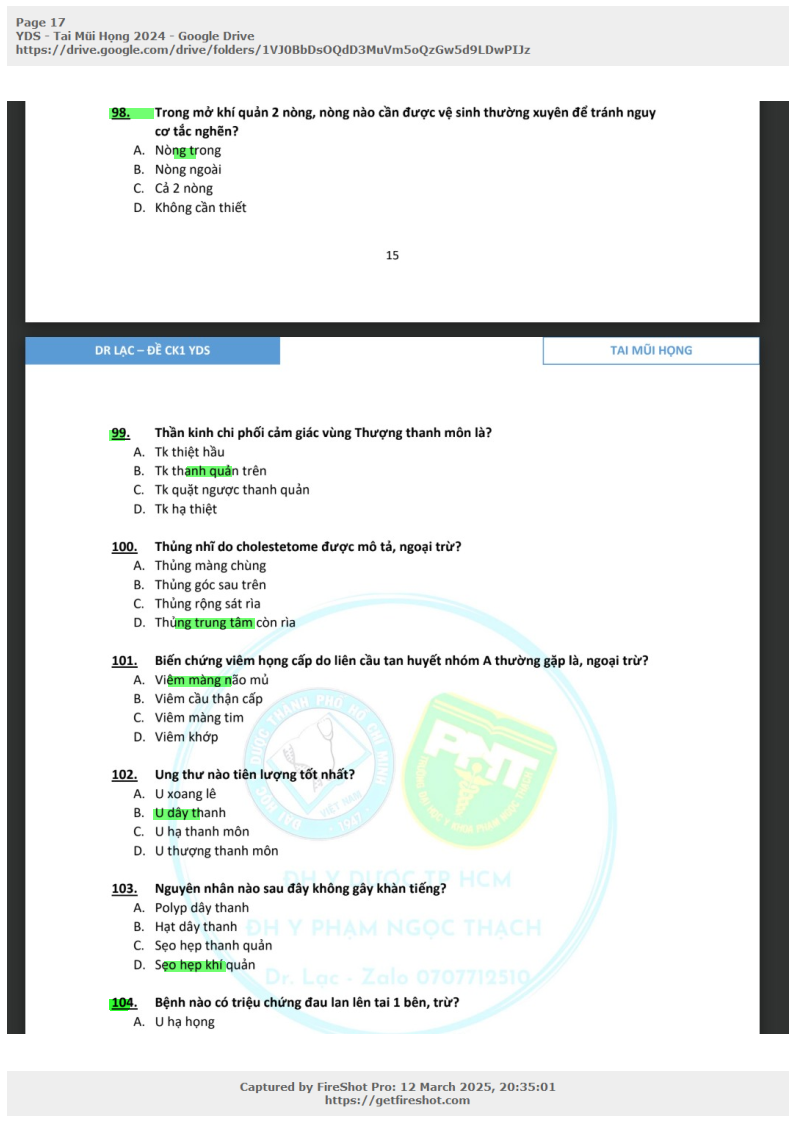 Page 17
YDS - Tai Mũi Họng 2024 - Google Drive
https://drive.google.com/drive/folders/1VJ0BbDsOQdD3MuVm5oQzGw5d9LDwPIJz
98. Trong mở khí quản 2 nòng, nòng nào cần được vệ sinh thường xuyên để tránh nguy
cơ tắc nghẽn?
A. Nòng trong
B. Nòng ngoài
C. Cả 2 nòng
D. Không cần thiết
15
DR LẠC – ĐỀ CK1 YDS
TAI MŨI HỌNG
99. Thần kinh chi phối cảm giác vùng Thượng thanh môn là?
A. Tk thiệt hầu
B. Tk thanh quản trên
C. Tk quặt ngược thanh quản
D. Tk hạ thiệt
100. Thủng nhĩ do cholestetome được mô tả, ngoại trừ?
A. Thủng màng chùng
B. Thủng góc sau trên
C. Thủng rộng sát rìa
D. Thủng trung tâm còn rìa
101. Biến chứng viêm họng cấp do liên cầu tan huyết nhóm A thường gặp là, ngoại trừ?
A. Viêm màng não mủ
B. Viêm cầu thận cấp
C. Viêm màng tim
D. Viêm khớp
102. Ung thư nào tiên lượng tốt nhất?
A. U xoang lê
B. U dây thanh
C. U hạ thanh môn
D. U thượng thanh môn
103. Nguyên nhân nào sau đây không gây khàn tiếng?
A. Polyp dây thanh
B. Hạt dây thanh
C. Sẹo hẹp thanh quản
D. Sẹo hẹp khí quản
104. Bệnh nào có triệu chứng đau lan lên tai 1 bên, trừ?
A. U hạ họng
ĐẠI HỌC Y DƯỢC THÀNH PHỐ HỒ CHÍ MINH
VIỆT NAM
1947
PNT
TRƯỜNG ĐẠI HỌC Y KHOA PHẠM NGỌC THẠCH
ĐH Y DƯỢC TP HCM
ĐH Y PHẠM NGỌC THẠCH
Dr. Lạc - Zalo 0707712510
Captured by FireShot Pro: 12 March 2025, 20:35:01
https://getfireshot.com